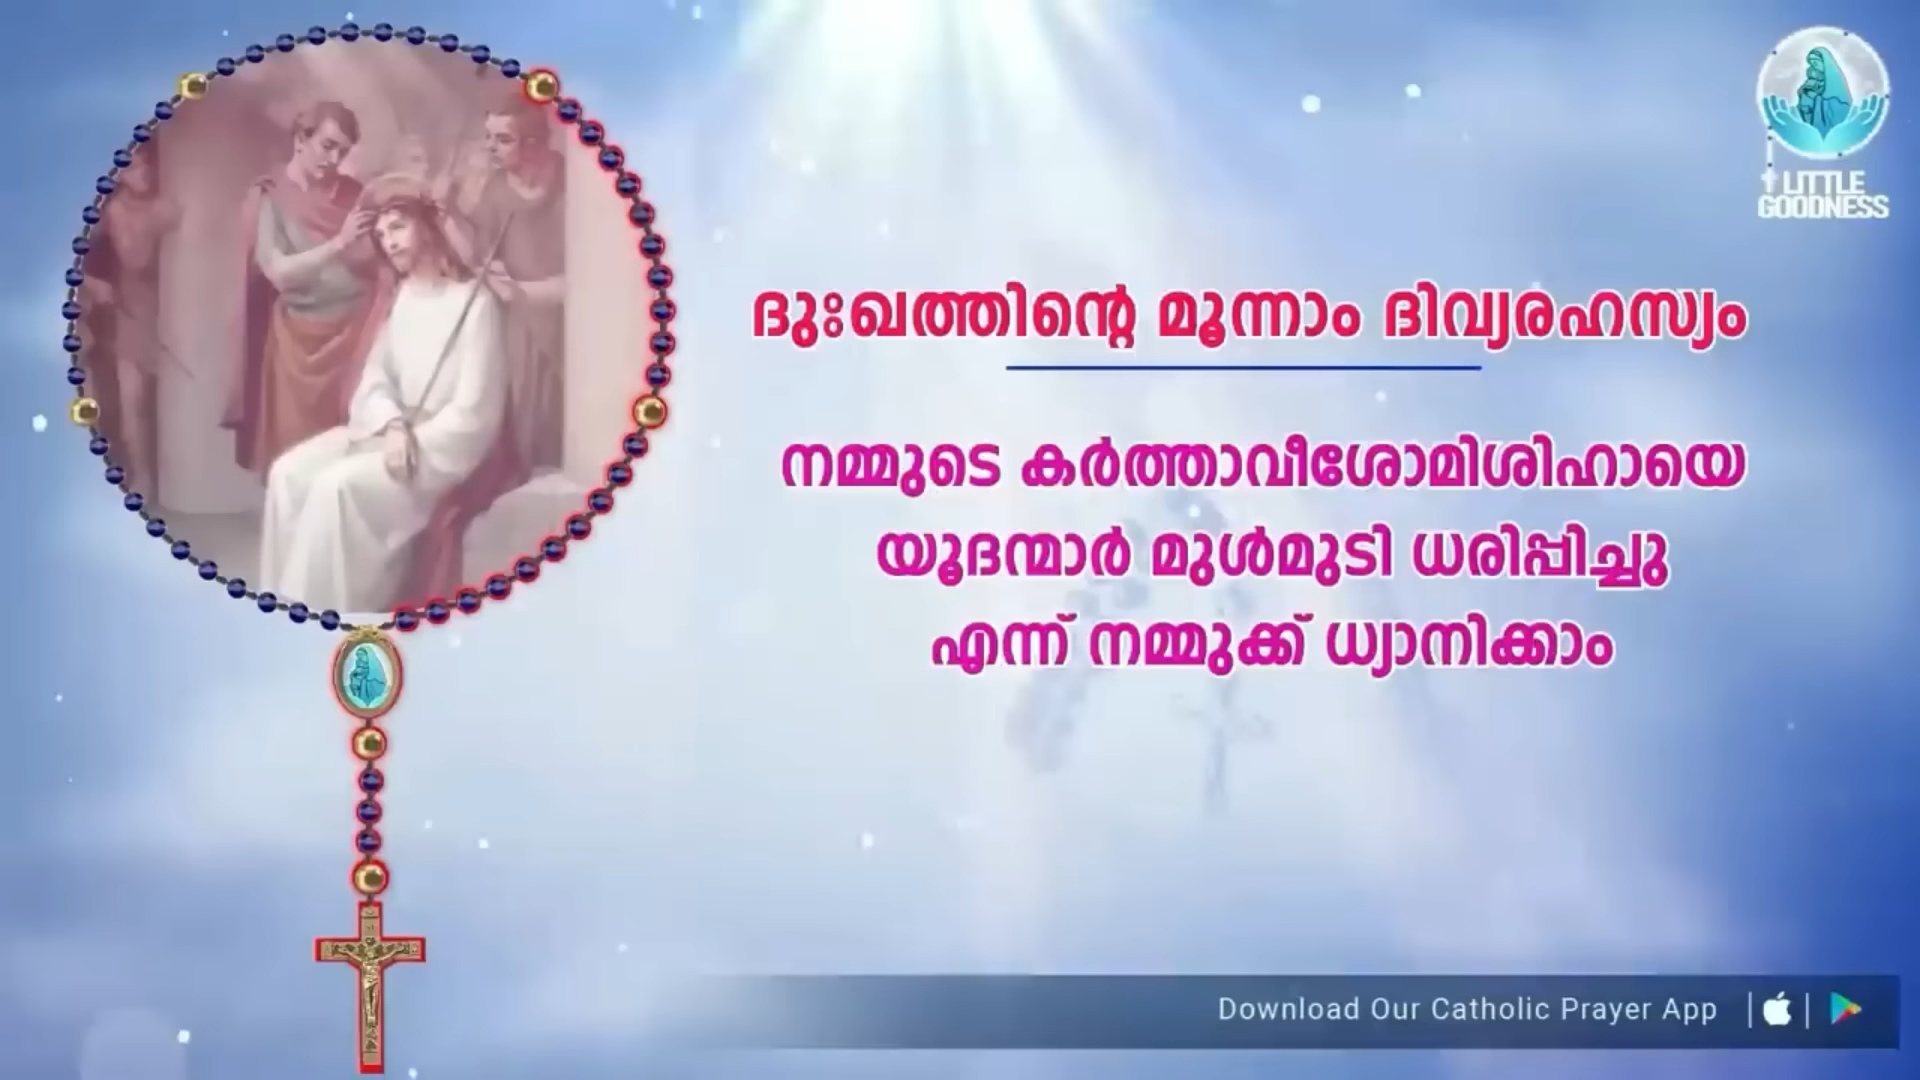 LITTLE
GOODNESS
ദുഃഖത്തിന്റെ മൂന്നാം ദിവ്യരഹസ്യം
നമ്മുടെ കർത്താവീശോമിശിഹായെ
യൂദന്മാർ മുൾമുടി ധരിപ്പിച്ചു
എന്ന് നമ്മുക്ക് ധ്യാനിക്കാം
Download Our Catholic Prayer App